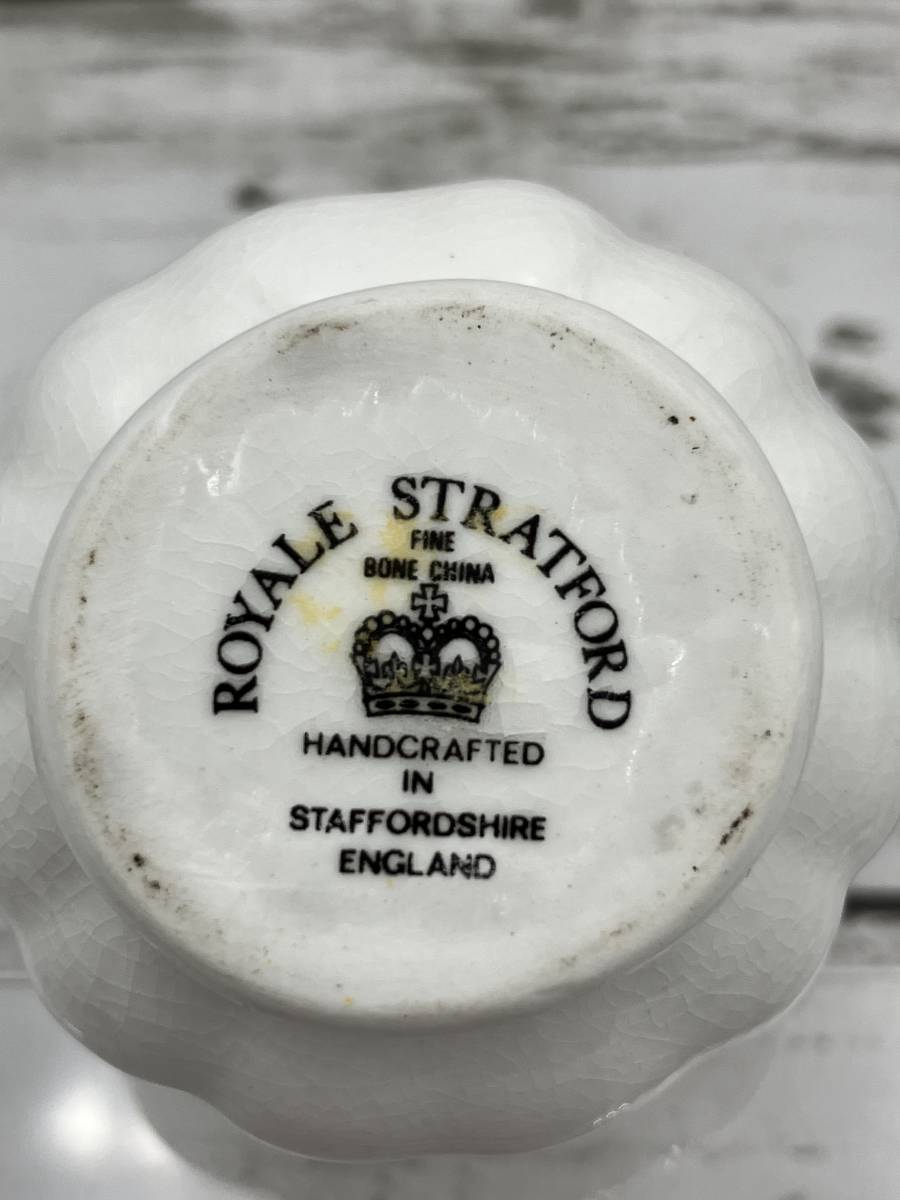 ROYALE STRATFORD
FINE
BONE CHINA
HANDCRAFTED
IN
STAFFORDSHIRE
ENGLAND